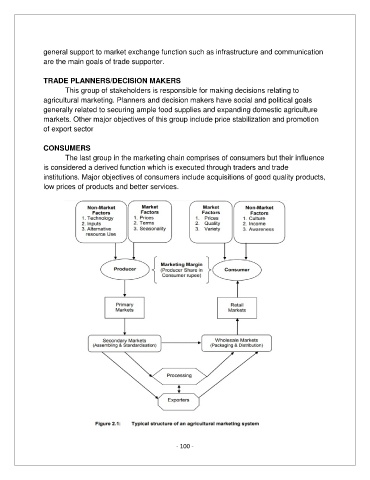 general support to market exchange function such as infrastructure and communication
are the main goals of trade supporter.
TRADE PLANNERS/DECISION MAKERS
This group of stakeholders is responsible for making decisions relating to
agricultural marketing. Planners and decision makers have social and political goals
generally related to securing ample food supplies and expanding domestic agriculture
markets. Other major objectives of this group include price stabilization and promotion
of export sector
CONSUMERS
The last group in the marketing chain comprises of consumers but their influence
is considered a derived function which is executed through traders and trade
institutions. Major objectives of consumers include acquisitions of good quality products,
low prices of products and better services.
Non-Market
Factors
1. Technology
2. Inputs
3. Alternative
resource Use
Market
Factors
1. Prices
2. Terms
3. Seasonality
Market
Factors
1. Prices
2. Quality
3. Variety
Non-Market
Factors
1. Culture
2. Income
3. Awareness
Producer
Marketing Margin
(Producer Share in
Consumer rupee)
Consumer
Primary
Markets
Retail
Markets
Secondary Markets
(Assembling & Standardisation)
Wholesale Markets
(Packaging & Distribution)
Processing
Exporters
Figure 2.1: Typical structure of an agricultural marketing system
- 100 -